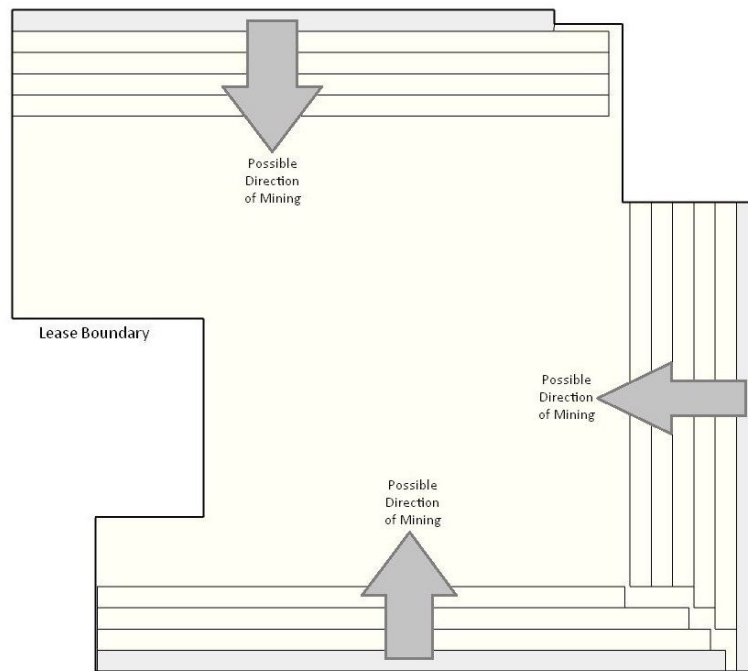 Possible
Direction
of Mining
Lease Boundary
Possible
Direction
of Mining
Possible
Direction
of Mining